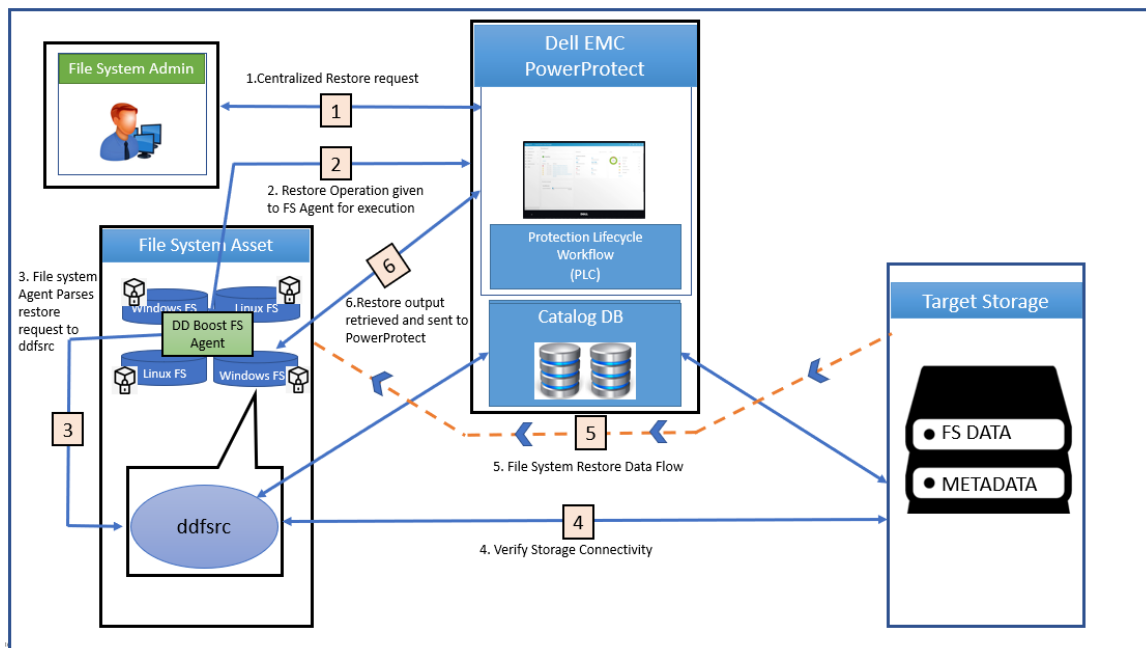 File System Admin
1.Centralized Restore request
1
Dell EMC
PowerProtect
2
2. Restore Operation given
to FS Agent for execution
Protection Lifecycle
Workflow
(PLC)
File System Asset
3. File system
Agent Parses
restore
request to
ddfsrc
Windows FS
Linux FS
DD Boost FS
Agent
Linux FS
Windows FS
6
6.Restore output
retrieved and sent to
PowerProtect
Catalog DB
Target Storage
3
5
5. File System Restore Data Flow
FS DATA
METADATA
ddfsrc
4
4. Verify Storage Connectivity